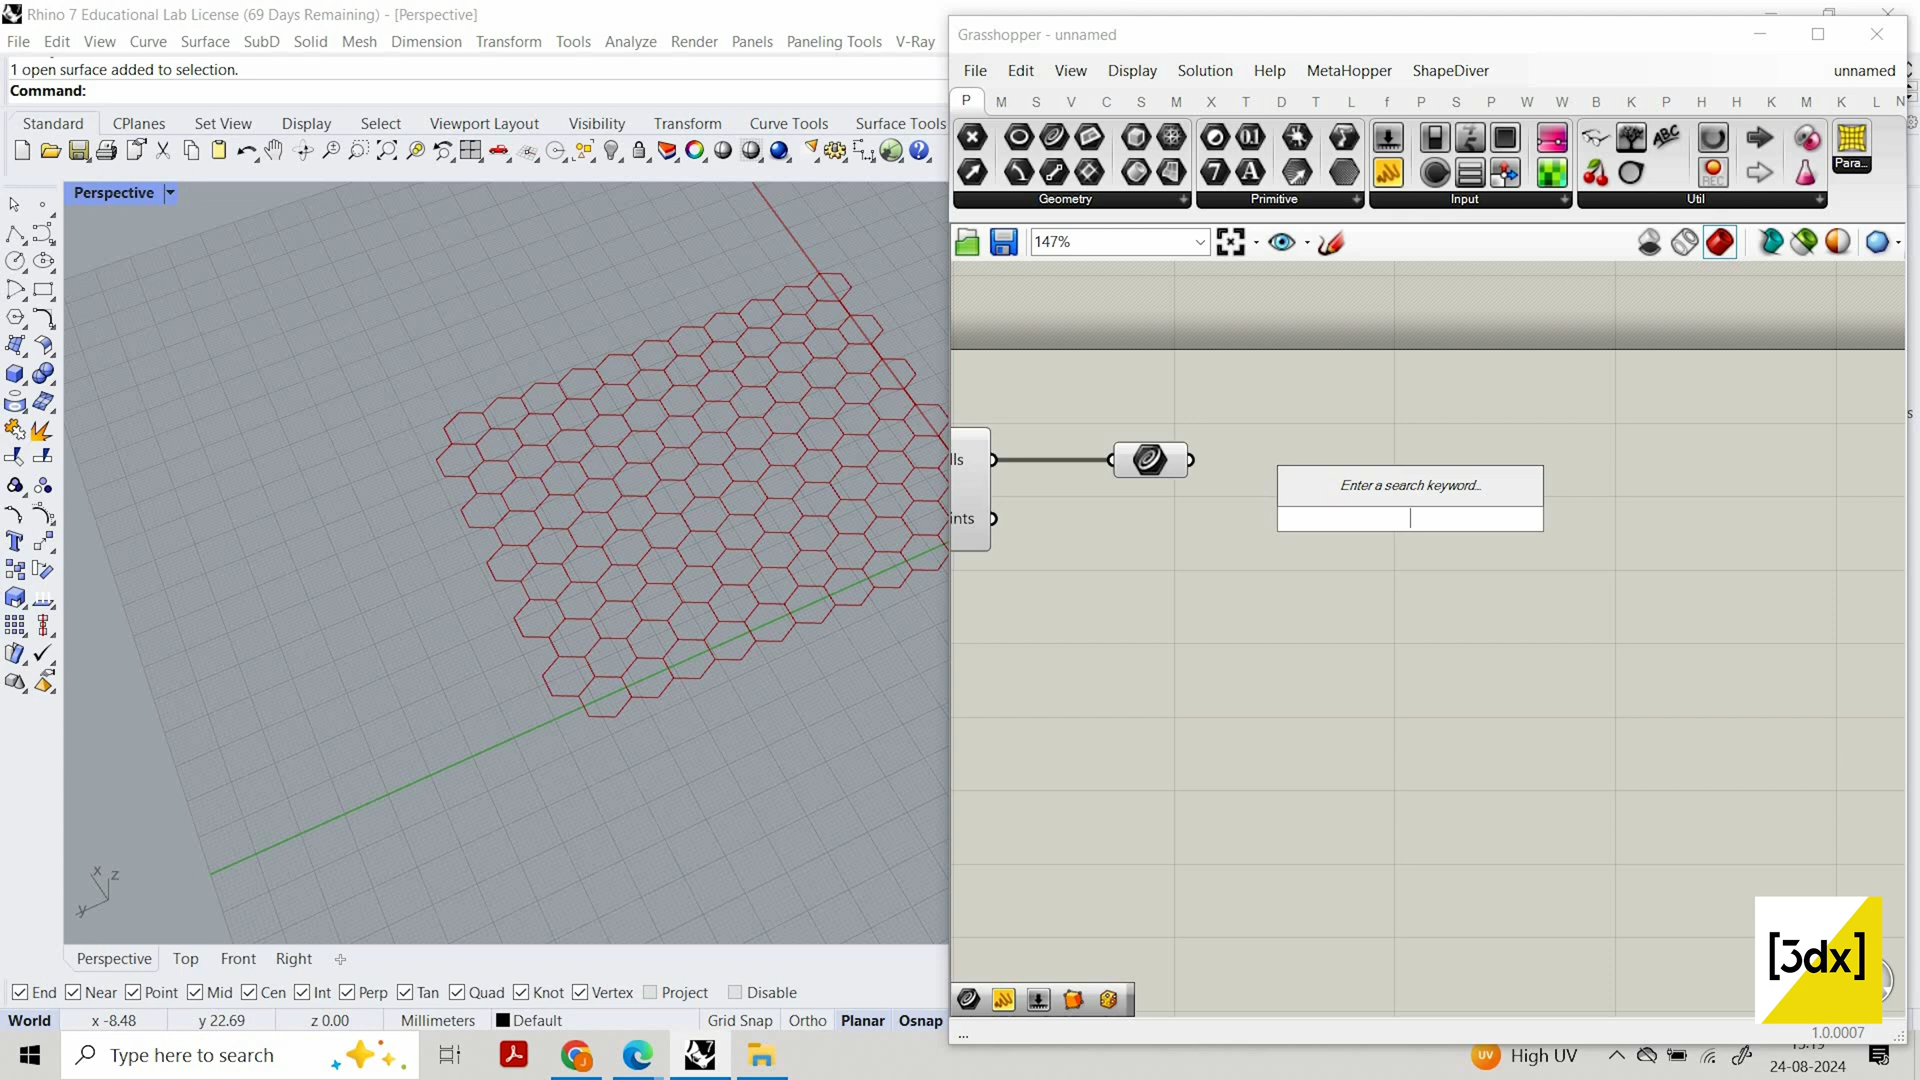 Rhino 7 Educational Lab License (69 Days Remaining) - [Perspective]
File Edit View Curve Surface SubD Solid Mesh Dimension Transform Tools Analyze Render Panels Paneling Tools V-Ray
1 open surface added to selection.
Command:
Standard CPlanes Set View Display Select Viewport Layout Visibility Transform Curve Tools Surface Tools
Perspective
x z
y
Perspective Top Front Right
End Near Point Mid Cen Int Perp Tan Quad Knot Vertex Project Disable
World x -8.48 y 22.69 z 0.00 Millimeters Default Grid Snap Ortho Planar Osnap
Grasshopper - unnamed
File Edit View Display Solution Help MetaHopper ShapeDiver unnamed
P M S V C S M X T D T L f P S P W W B K P H H K M K L N
Geometry Primitive Input Util
Para...
147%
lls
ints
Enter a search keyword...
[3dx]
...
1.0.0007
Type here to search
UV High UV
24-08-2024